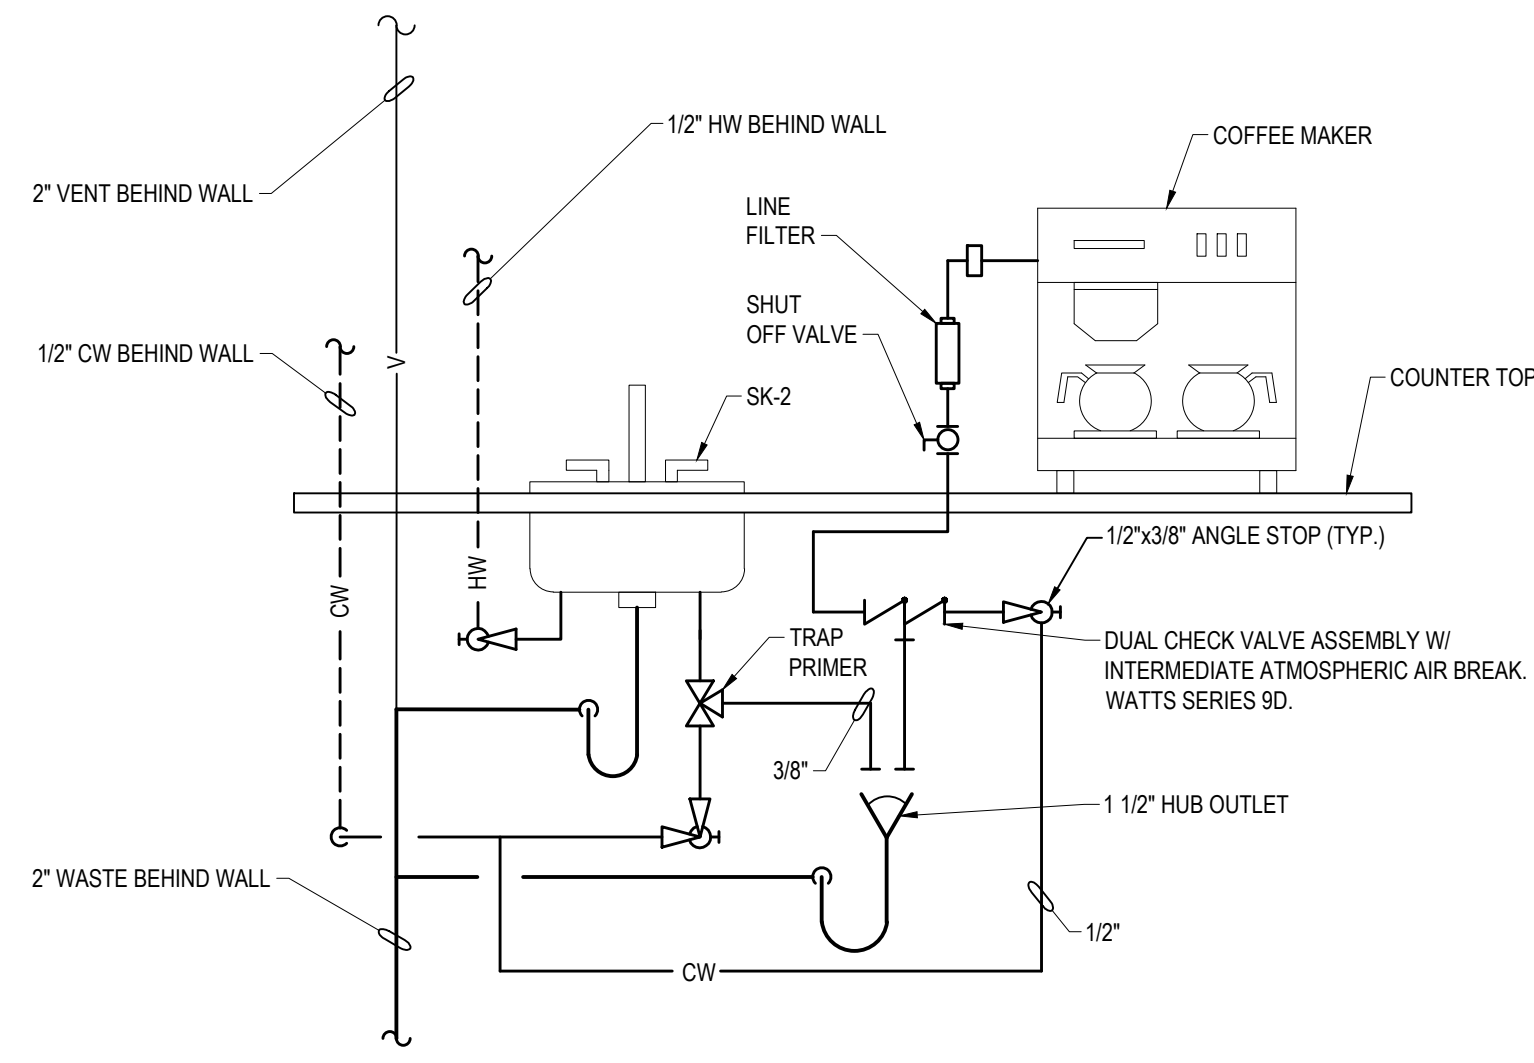 1/2" HW BEHIND WALL
COFFEE MAKER
2" VENT BEHIND WALL
LINE
FILTER
SHUT
OFF VALVE
1/2" CW BEHIND WALL
V
COUNTER TOP
SK-2
1/2"x3/8" ANGLE STOP (TYP.)
HW
CW
TRAP
PRIMER
DUAL CHECK VALVE ASSEMBLY W/
INTERMEDIATE ATMOSPHERIC AIR BREAK.
WATTS SERIES 9D.
3/8"
1 1/2" HUB OUTLET
2" WASTE BEHIND WALL
1/2"
CW